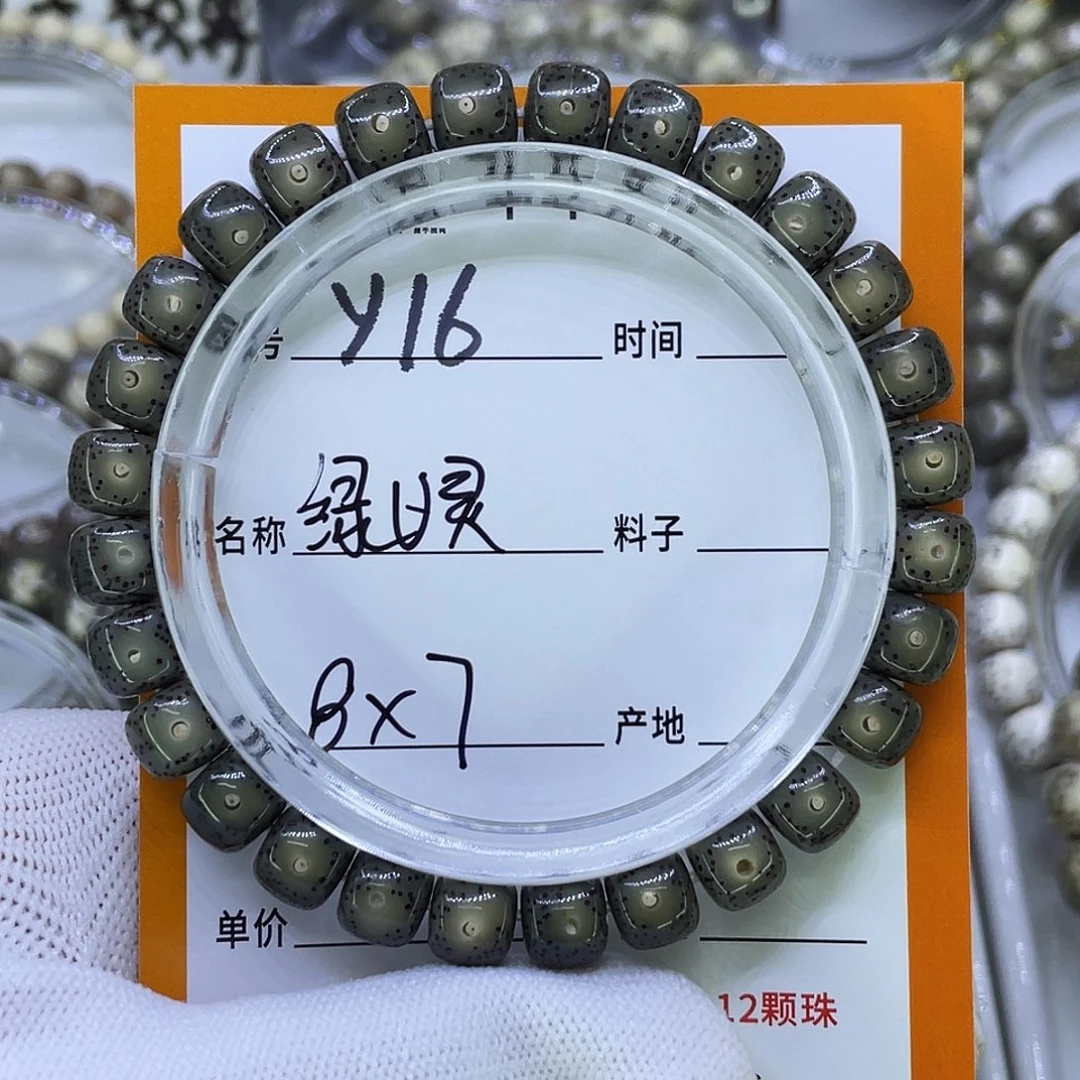 号 Y16 时间
名称 绿眼 料子
8x7 产地
单价
12颗珠